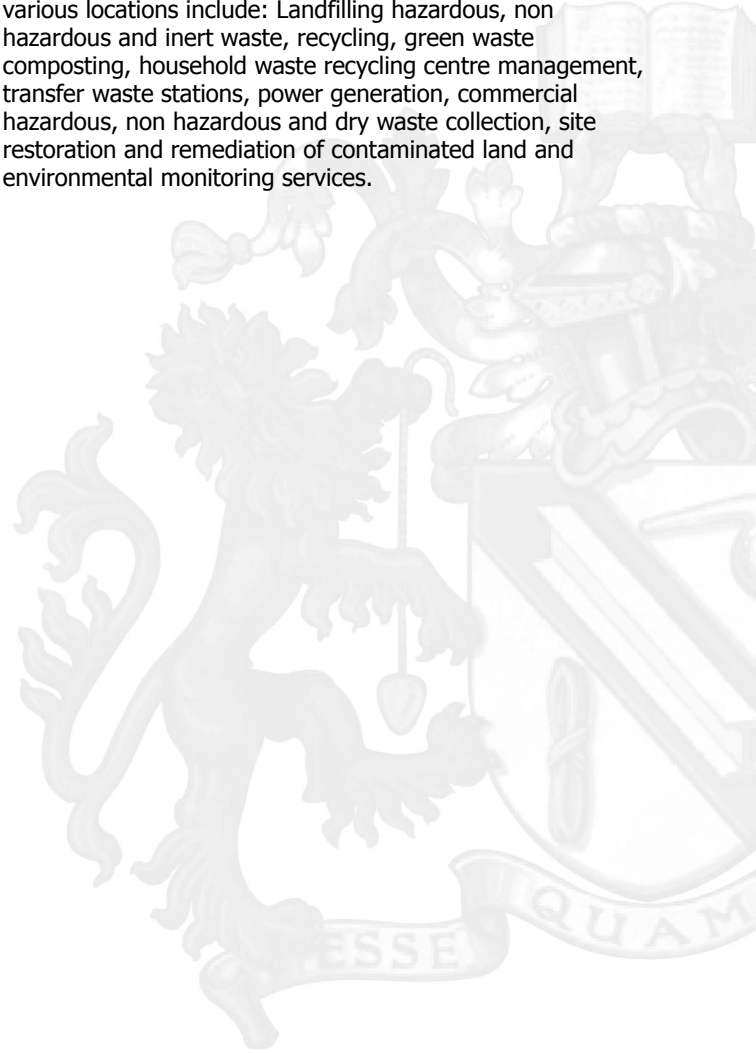 various locations include: Landfilling hazardous, non
hazardous and inert waste, recycling, green waste
composting, household waste recycling centre management,
transfer waste stations, power generation, commercial
hazardous, non hazardous and dry waste collection, site
restoration and remediation of contaminated land and
environmental monitoring services.
ESSE
QUAM